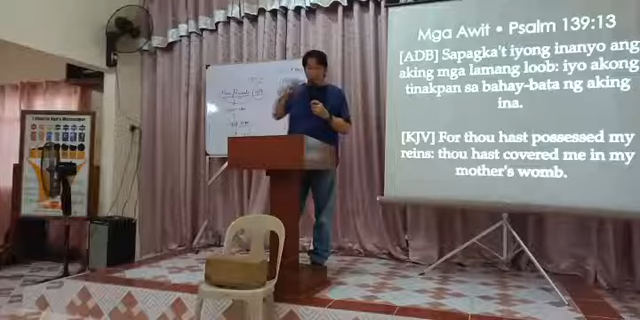 Mga Awit • Psalm 139:13
[ADB] Sapagka't iyong inanyo ang
aking mga lamang loob: iyo akong
tinakpan sa bahay-bata ng aking
ina.
[KJV] For thou hast possessed my
reins: thou hast covered me in my
mother's womb.